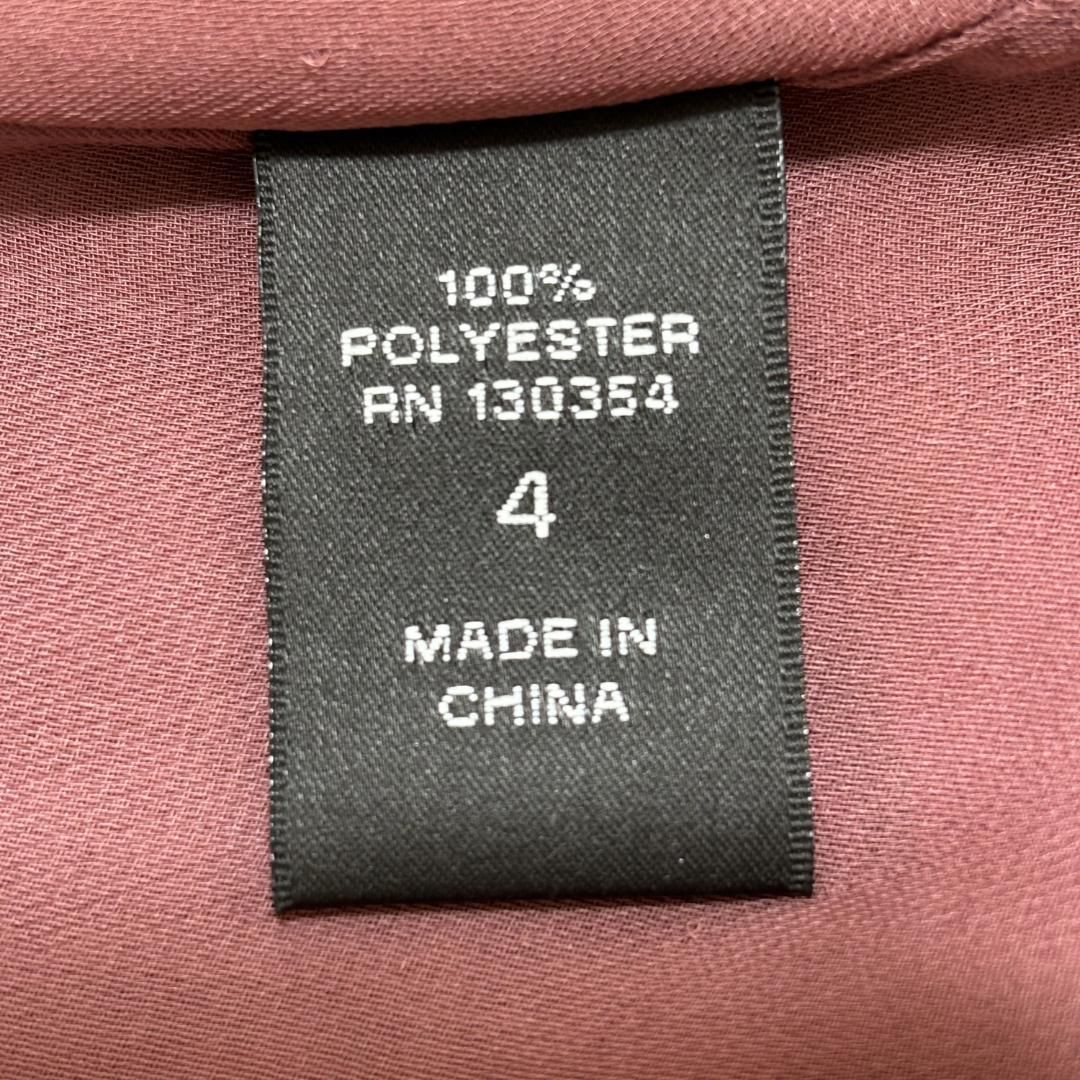 100%
POLYESTER
RN 130354
4
MADE IN
CHINA